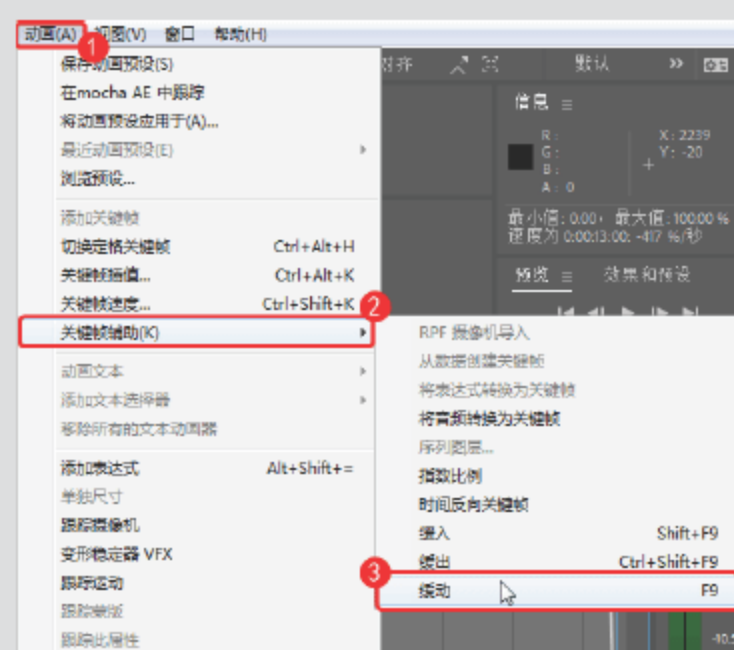 动画(A) 视图(V) 窗口 帮助(H)
1
保存动画预设(S)
在mocha AE 中跟踪
将动画预设应用于(A)...
最近动画预设(E)
浏览预设...
添加关键帧
切换定格关键帧 Ctrl+Alt+H
关键帧插值... Ctrl+Alt+K
关键帧速度... Ctrl+Shift+K
2
关键帧辅助(K)
动画文本
添加文本选择器
移除所有的文本动画器
添加表达式 Alt+Shift+=
单独尺寸
跟踪摄像机
变形稳定器 VFX
跟踪运动
跟踪蒙版
跟踪此属性
对齐
默认
信息
R:
G:
B:
A: 0
X: 2239
Y: -20
最小值: 0.00, 最大值: 100.00 %
速度为 0:00:13:00: -417 %/秒
预览 效果和预设
RPF 摄像机导入
从数据创建关键帧
将表达式转换为关键帧
将音频转换为关键帧
序列图层...
指数比例
时间反向关键帧
缓入 Shift+F9
缓出 Ctrl+Shift+F9
3
缓动 F9